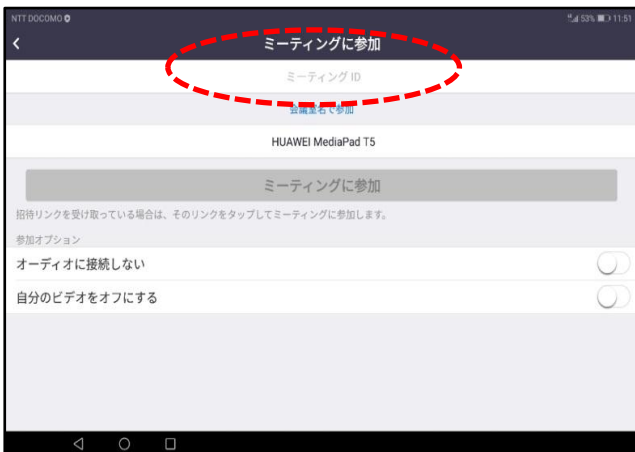 NTT DOCOMO 53% 11:51
ミーティングに参加
ミーティング ID
会議室名で参加
HUAWEI MediaPad T5
ミーティングに参加
招待リンクを受け取っている場合は、そのリンクをタップしてミーティングに参加します。
参加オプション
オーディオに接続しない
自分のビデオをオフにする